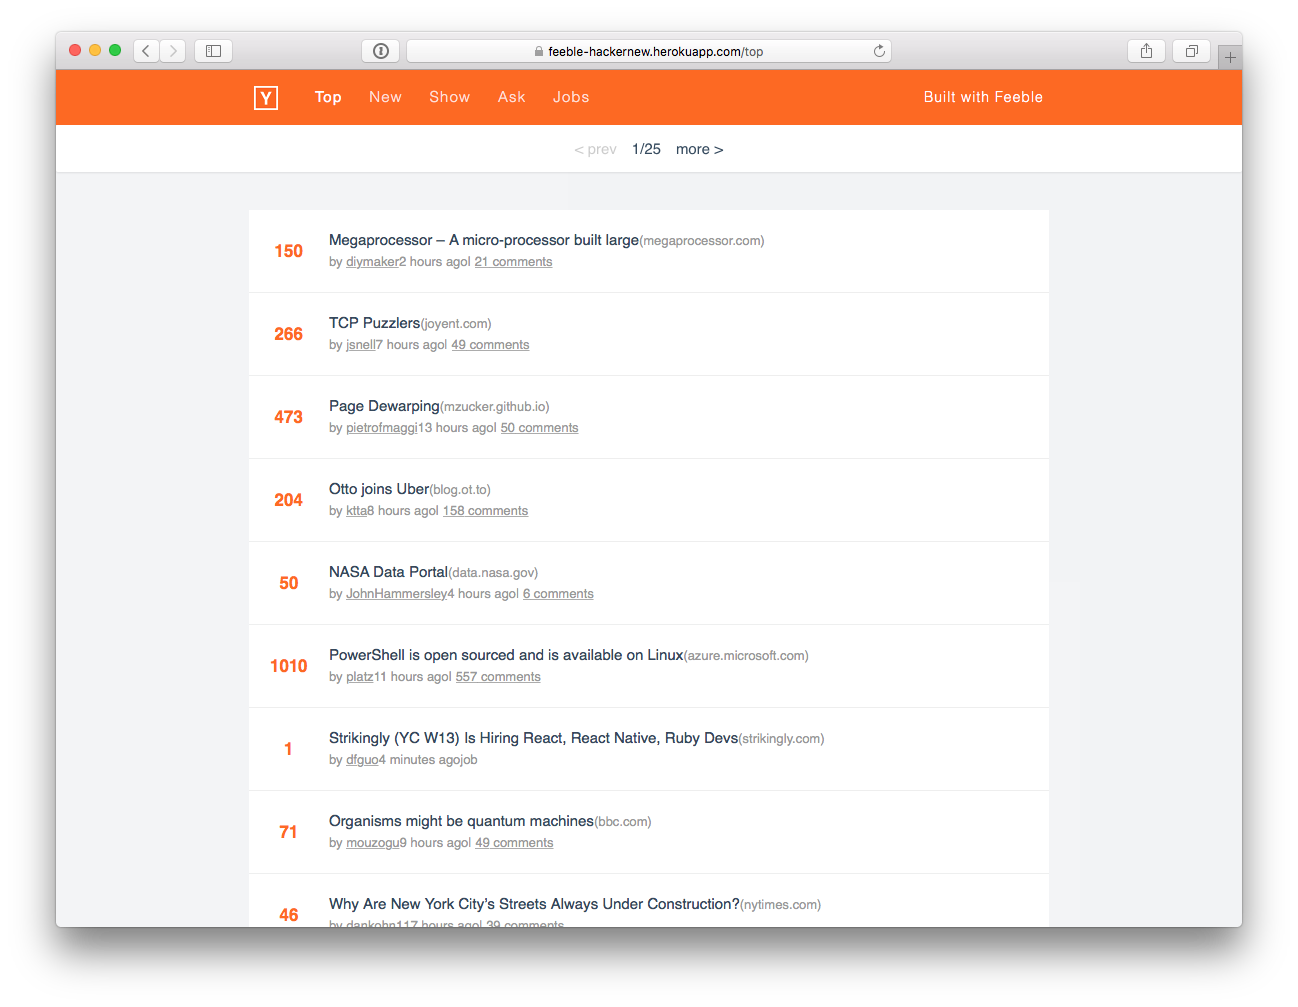 feeble-hackernew.herokuapp.com/top
Y Top New Show Ask Jobs Built with Feeble
< prev 1/25 more >
150
Megaprocessor – A micro-processor built large(megaprocessor.com)
by diymaker2 hours agol 21 comments
266
TCP Puzzlers(joyent.com)
by jsnell7 hours agol 49 comments
473
Page Dewarping(mzucker.github.io)
by pietrofmaggi13 hours agol 50 comments
204
Otto joins Uber(blog.ot.to)
by ktta8 hours agol 158 comments
50
NASA Data Portal(data.nasa.gov)
by JohnHammersley4 hours agol 6 comments
1010
PowerShell is open sourced and is available on Linux(azure.microsoft.com)
by platz11 hours agol 557 comments
1
Strikingly (YC W13) Is Hiring React, React Native, Ruby Devs(strikingly.com)
by dfguo4 minutes agojob
71
Organisms might be quantum machines(bbc.com)
by mouzogu9 hours agol 49 comments
46
Why Are New York City’s Streets Always Under Construction?(nytimes.com)
by dankohn117 hours agol 39 comments